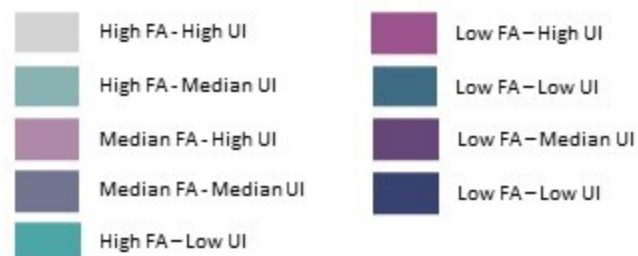 High FA - High UI
High FA - Median UI
Median FA - High UI
Median FA - Median UI
High FA – Low UI
Low FA – High UI
Low FA – Low UI
Low FA – Median UI
Low FA – Low UI